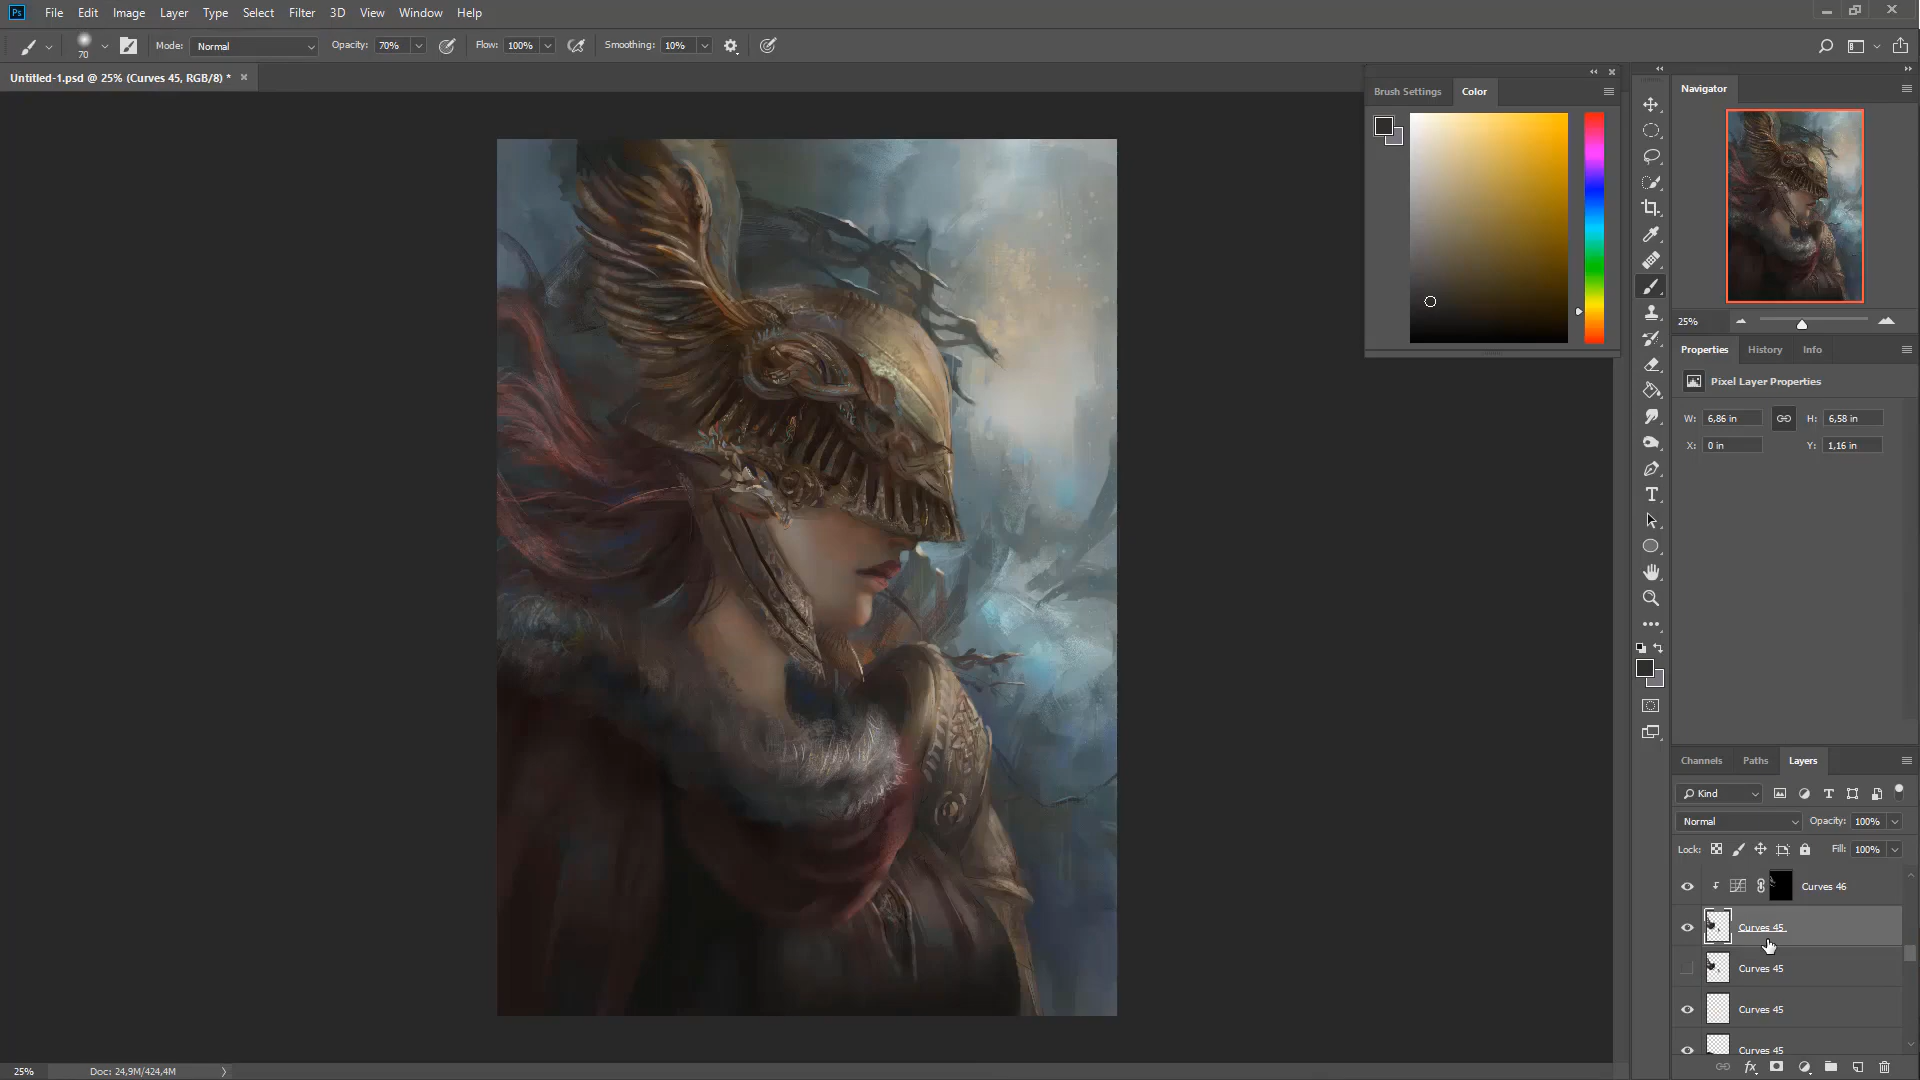 Ps File Edit Image Layer Type Select Filter 3D View Window Help
70 Mode: Normal Opacity: 70% Flow: 100% Smoothing: 10%
Untitled-1.psd @ 25% (Curves 45, RGB/8) * ×
Brush Settings Color
Navigator
25%
Properties History Info
Pixel Layer Properties
W: 6,86 in H: 6,58 in
X: 0 in Y: 1,16 in
Channels Paths Layers
Kind
Normal Opacity: 100%
Lock: Fill: 100%
Curves 46
Curves 45
Curves 45
Curves 45
Curves 45
25% Doc: 24,9M/424,4M